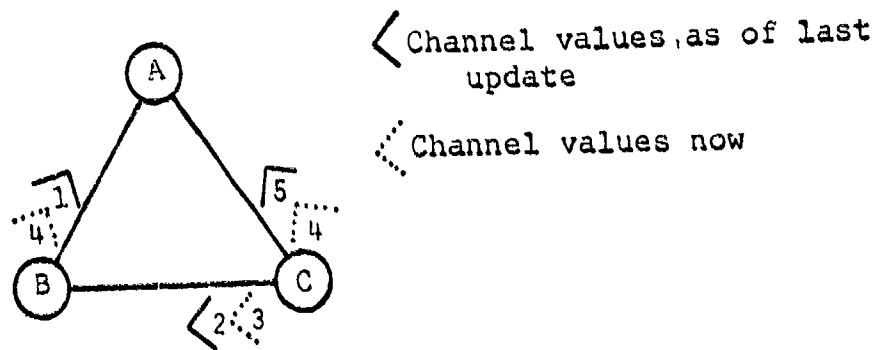 Channel values, as of last
update
A
Channel values now
1
5
4
4
B
C
2
3